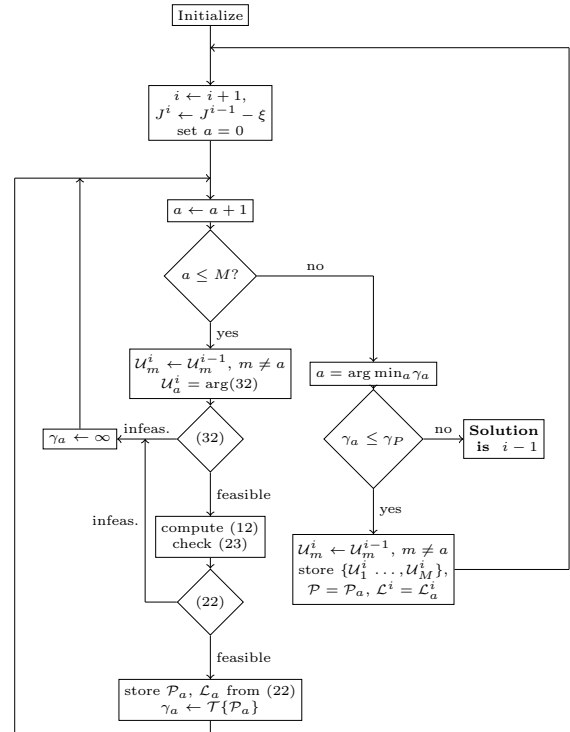 Initialize
i ← i + 1,
J^i ← J^{i−1} − ξ
set a = 0
a ← a + 1
a ≤ M?
no
yes
𝒰_m^i ← 𝒰_m^{i−1}, m ≠ a
𝒰_a^i = arg(32)
a = arg min_a γ_a
γ_a ← ∞
infeas.
(32)
γ_a ≤ γ_P
no
Solution
is i − 1
feasible
yes
infeas.
compute (12)
check (23)
𝒰_m^i ← 𝒰_m^{i−1}, m ≠ a
store {𝒰_1^i …, 𝒰_M^i},
𝒫 = 𝒫_a, ℒ^i = ℒ_a^i
(22)
feasible
store 𝒫_a, ℒ_a from (22)
γ_a ← 𝒯{𝒫_a}